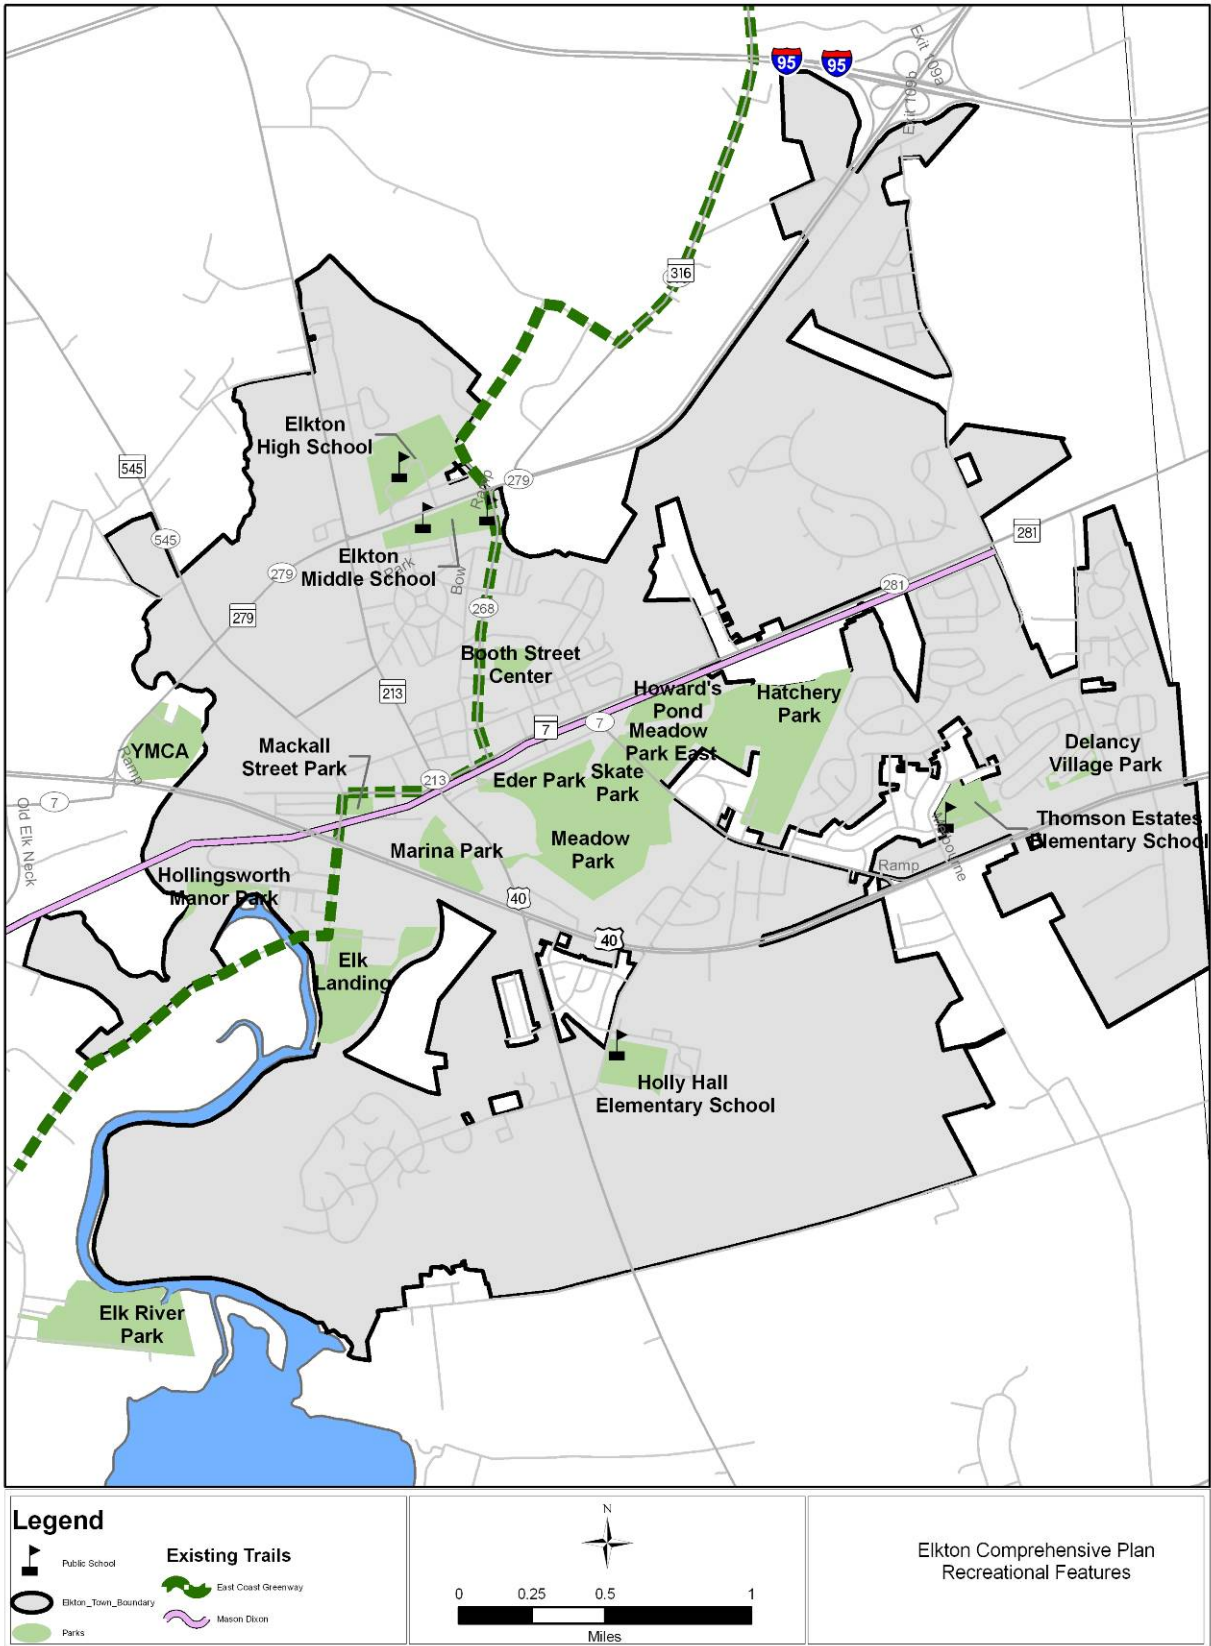 95
95
Exit 109a
Exit 109b
316
Elkton
High School
545
Ramp
279
545
281
279
Elkton
Middle School
Park
Bow
281
279
268
Booth Street
Center
213
Howard's
Pond
Hatchery
Park
7
7
Meadow
Park East
YMCA
Ramp
Mackall
Street Park
Delancy
Village Park
213
Eder Park
Skate
Park
7
Old Elk Neck
Thomson Estates
Elementary School
Marina Park
Meadow
Park
Ramp
Hollingsworth
Manor Park
40
40
Elk
Landing
Holly Hall
Elementary School
Elk River
Park
Legend
Public School
Elkton_Town_Boundary
Parks
Existing Trails
East Coast Greenway
Mason Dixon
N
0 0.25 0.5 1
Miles
Elkton Comprehensive Plan
Recreational Features